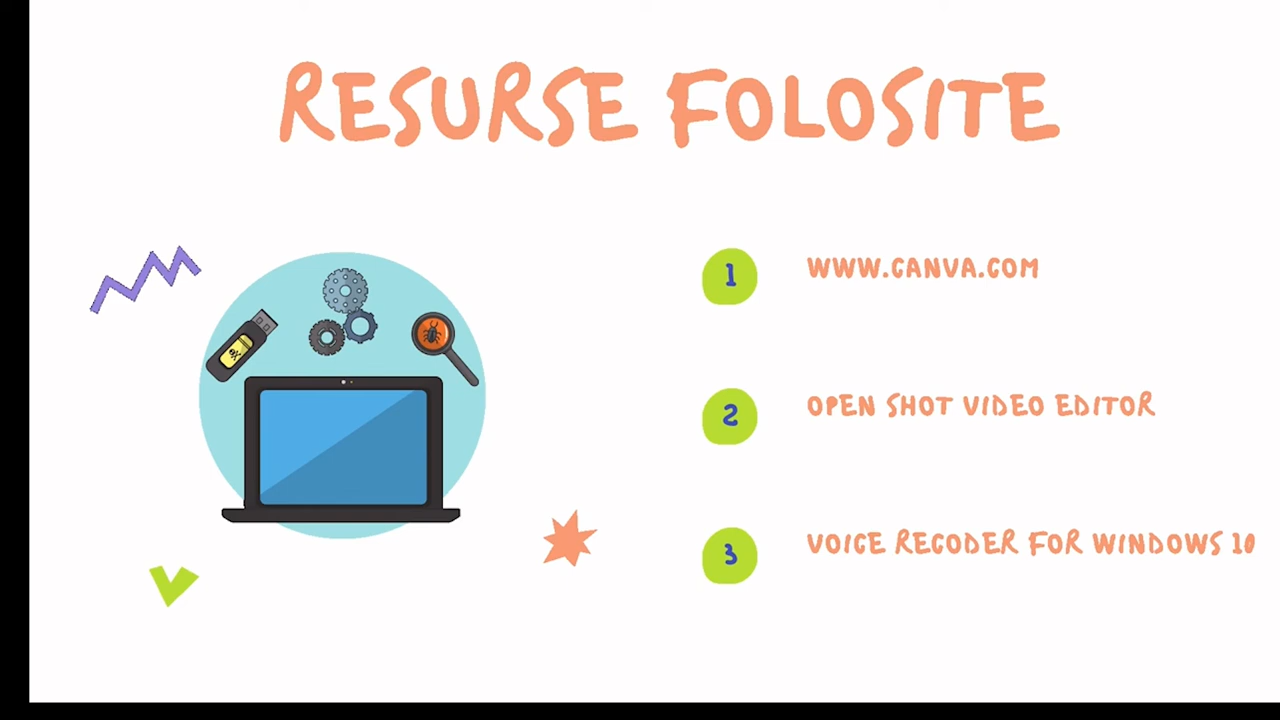 RESURSE FOLOSITE
1 WWW.CANVA.COM
2 OPEN SHOT VIDEO EDITOR
3 VOICE RECODER FOR WINDOWS 10